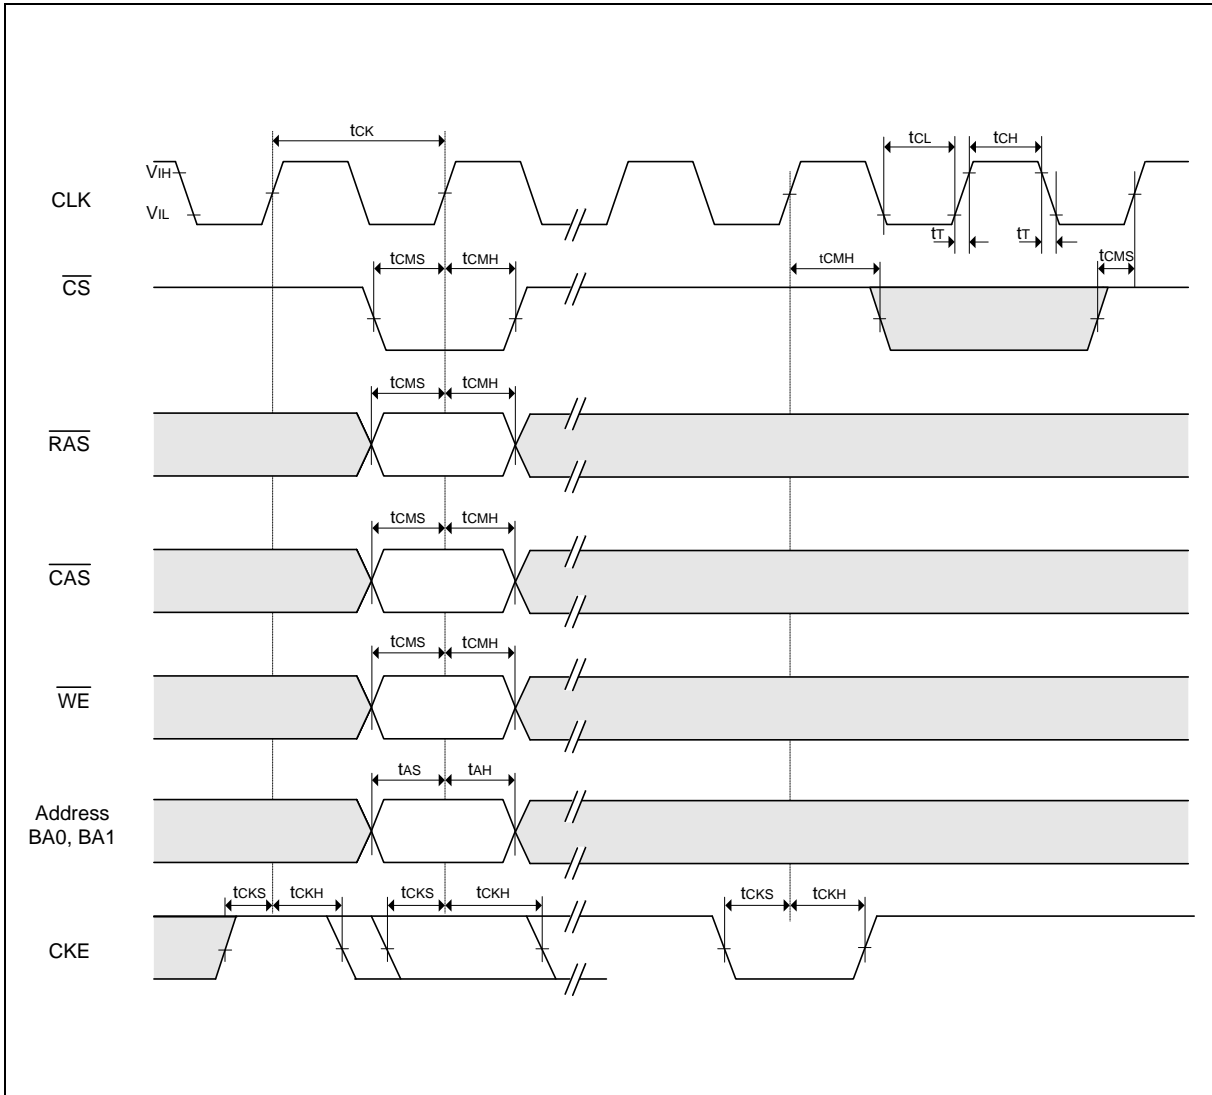 tCK
tCL
tCH
VIH
CLK
VIL
tT
tT
tCMS
tCMH
tCMH
tCMS
CS
tCMS
tCMH
RAS
tCMS
tCMH
CAS
tCMS
tCMH
WE
tAS
tAH
Address
BA0, BA1
tCKS
tCKH
tCKS
tCKH
tCKS
tCKH
CKE